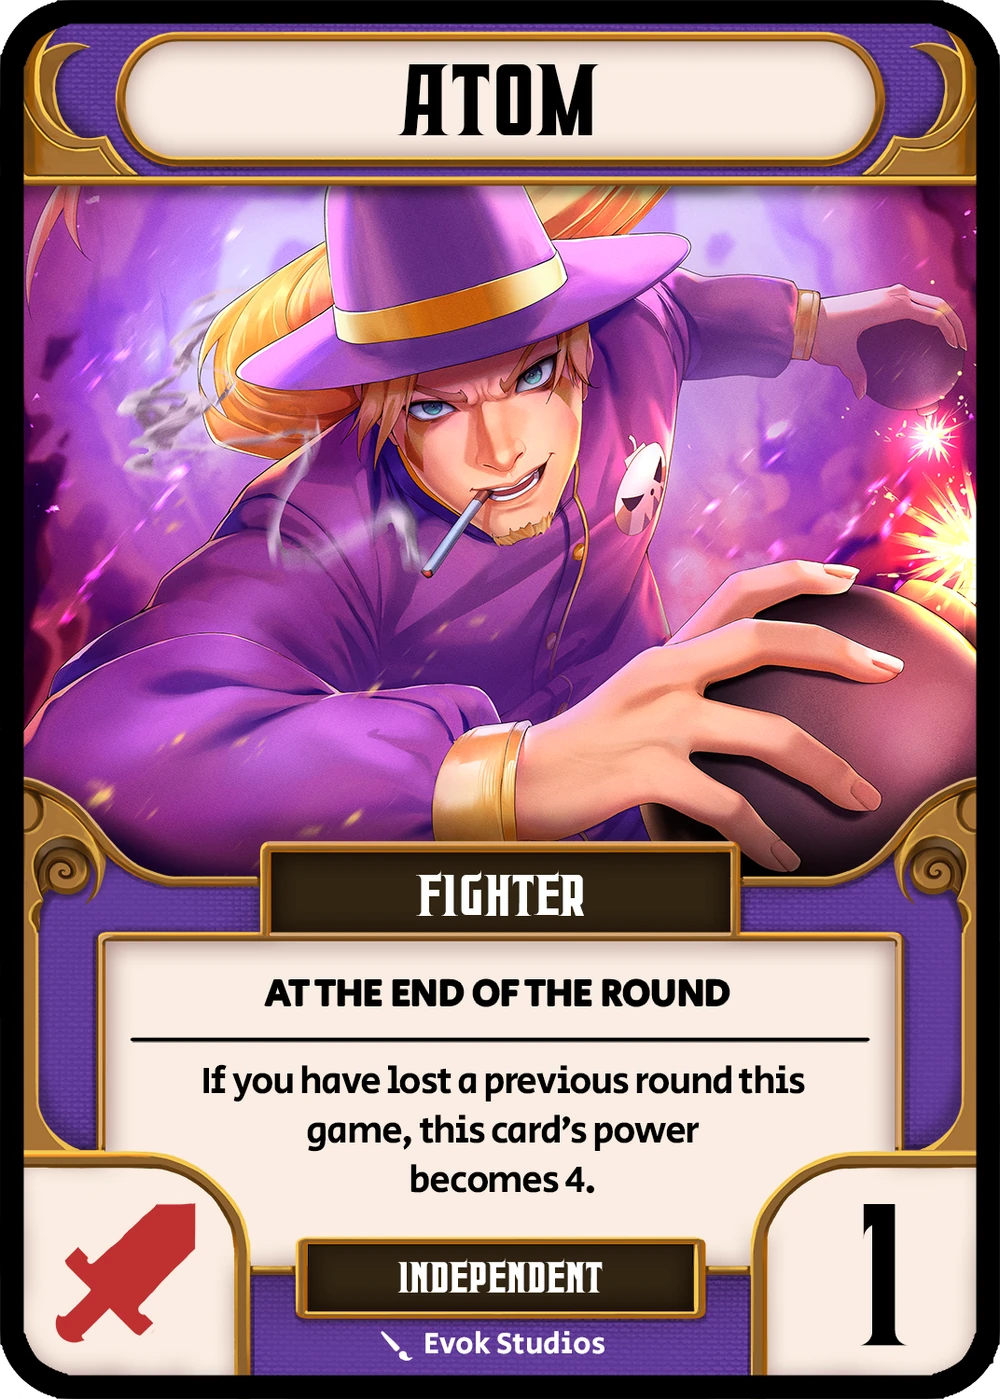 ATOM
FIGHTER
AT THE END OF THE ROUND
If you have lost a previous round this
game, this card's power
becomes 4.
INDEPENDENT
1
Evok Studios